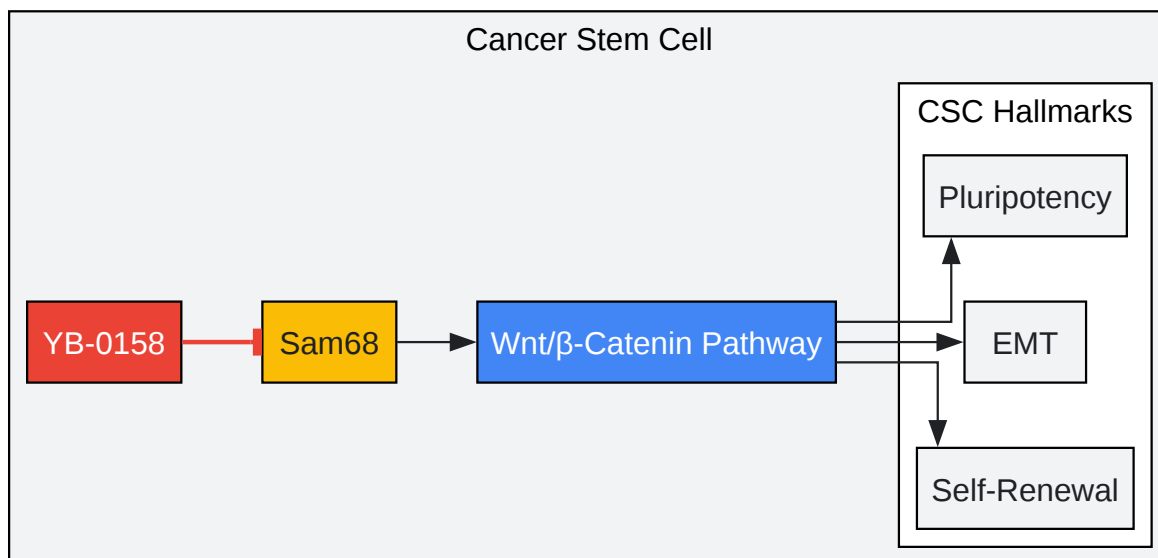 Cancer Stem Cell
CSC Hallmarks
Pluripotency
YB-0158
Sam68
Wnt/β-Catenin Pathway
EMT
Self-Renewal